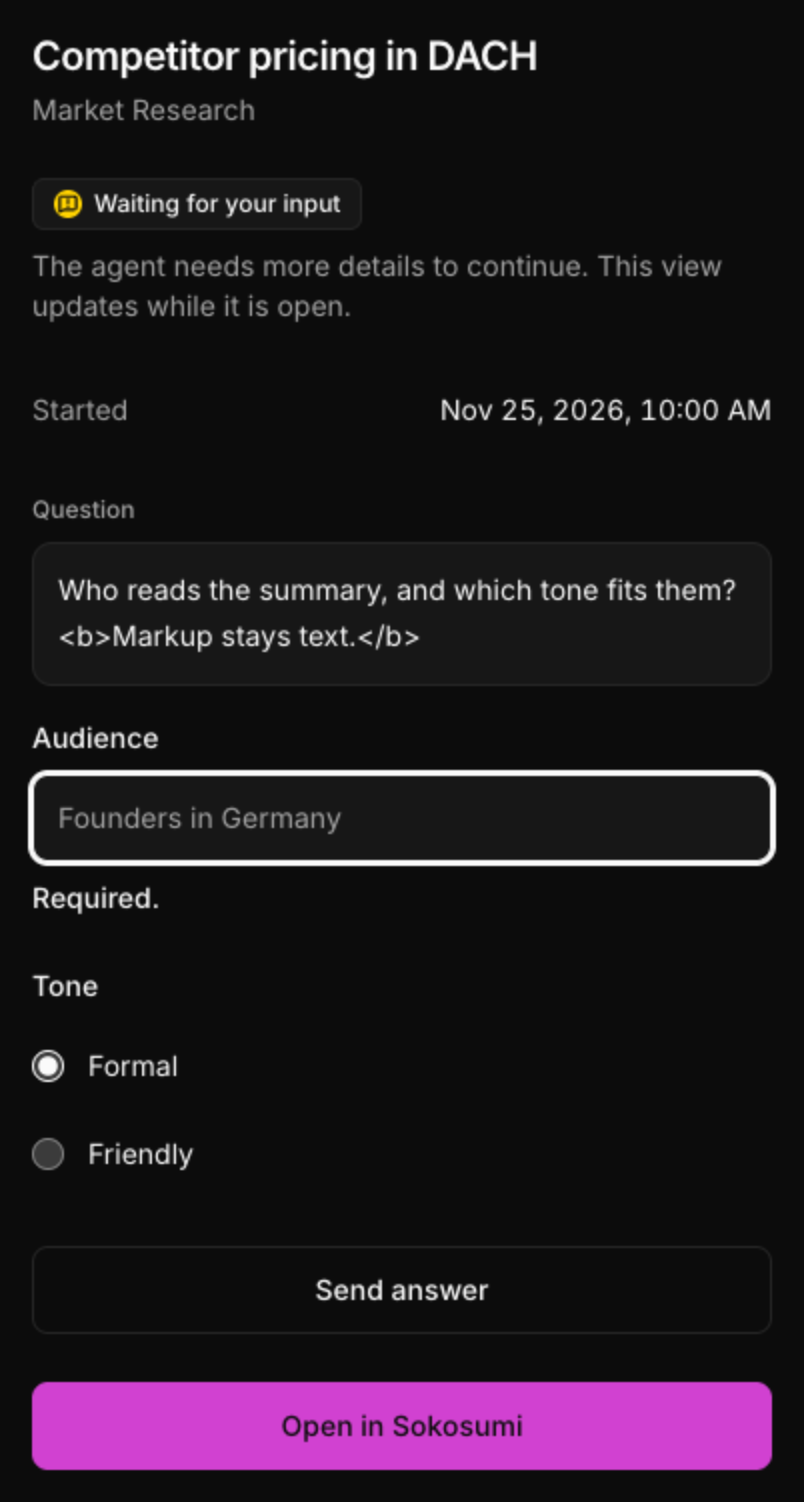 Competitor pricing in DACH
Market Research
Waiting for your input
The agent needs more details to continue. This view
updates while it is open.
Started Nov 25, 2026, 10:00 AM
Question
Who reads the summary, and which tone fits them?
<b>Markup stays text.</b>
Audience
Founders in Germany
Required.
Tone
Formal
Friendly
Send answer
Open in Sokosumi